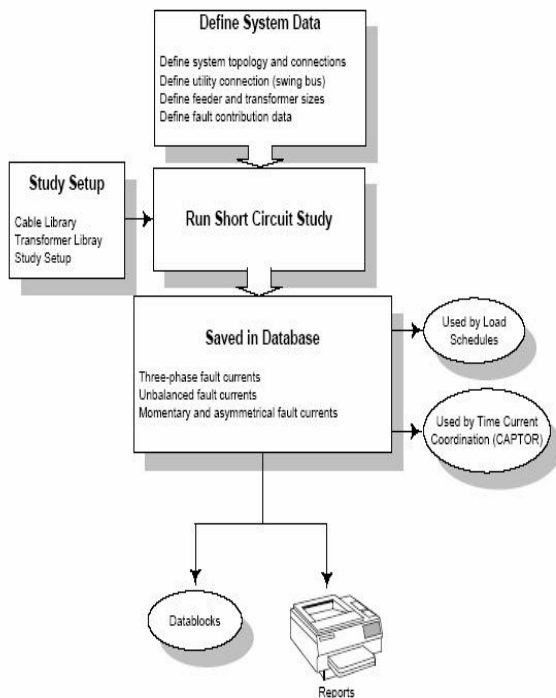 Define System Data
Define system topology and connections
Define utility connection (swing bus)
Define feeder and transformer sizes
Define fault contribution data
Study Setup
Cable Library
Transformer Libray
Study Setup
Run Short Circuit Study
Saved in Database
Three-phase fault currents
Unbalanced fault currents
Momentary and asymmetrical fault currents
Used by Load
Schedules
Used by Time Current
Coordination (CAPTOR)
Datablocks
Reports